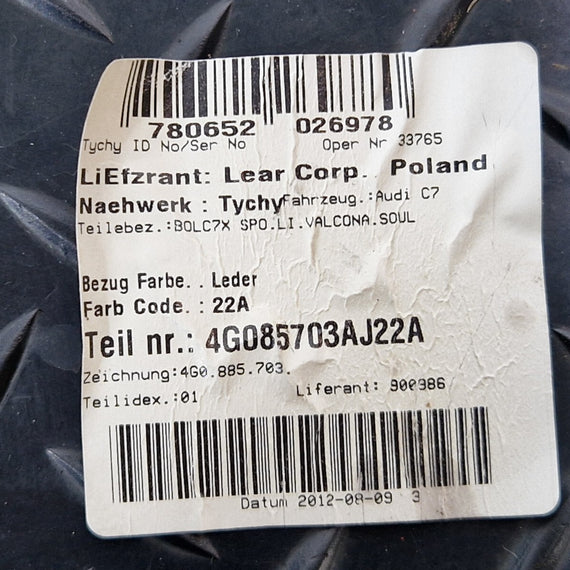 780652 026978
Tychy ID No/Ser No Oper Nr 33765
LiEfzrant: Lear Corp.. Poland
Naehwerk : Tychy Fahrzeug.:Audi C7
Teilebez.:BOLC7X SPO.LI.VALCONA.SOUL
Bezug Farbe. . Leder
Farb Code. : 22A
Teil nr.: 4G085703AJ22A
Zeichnung:4G0.885.703.
Teilidex.:01 Liferant: 900386
Datum 2012-08-09 3